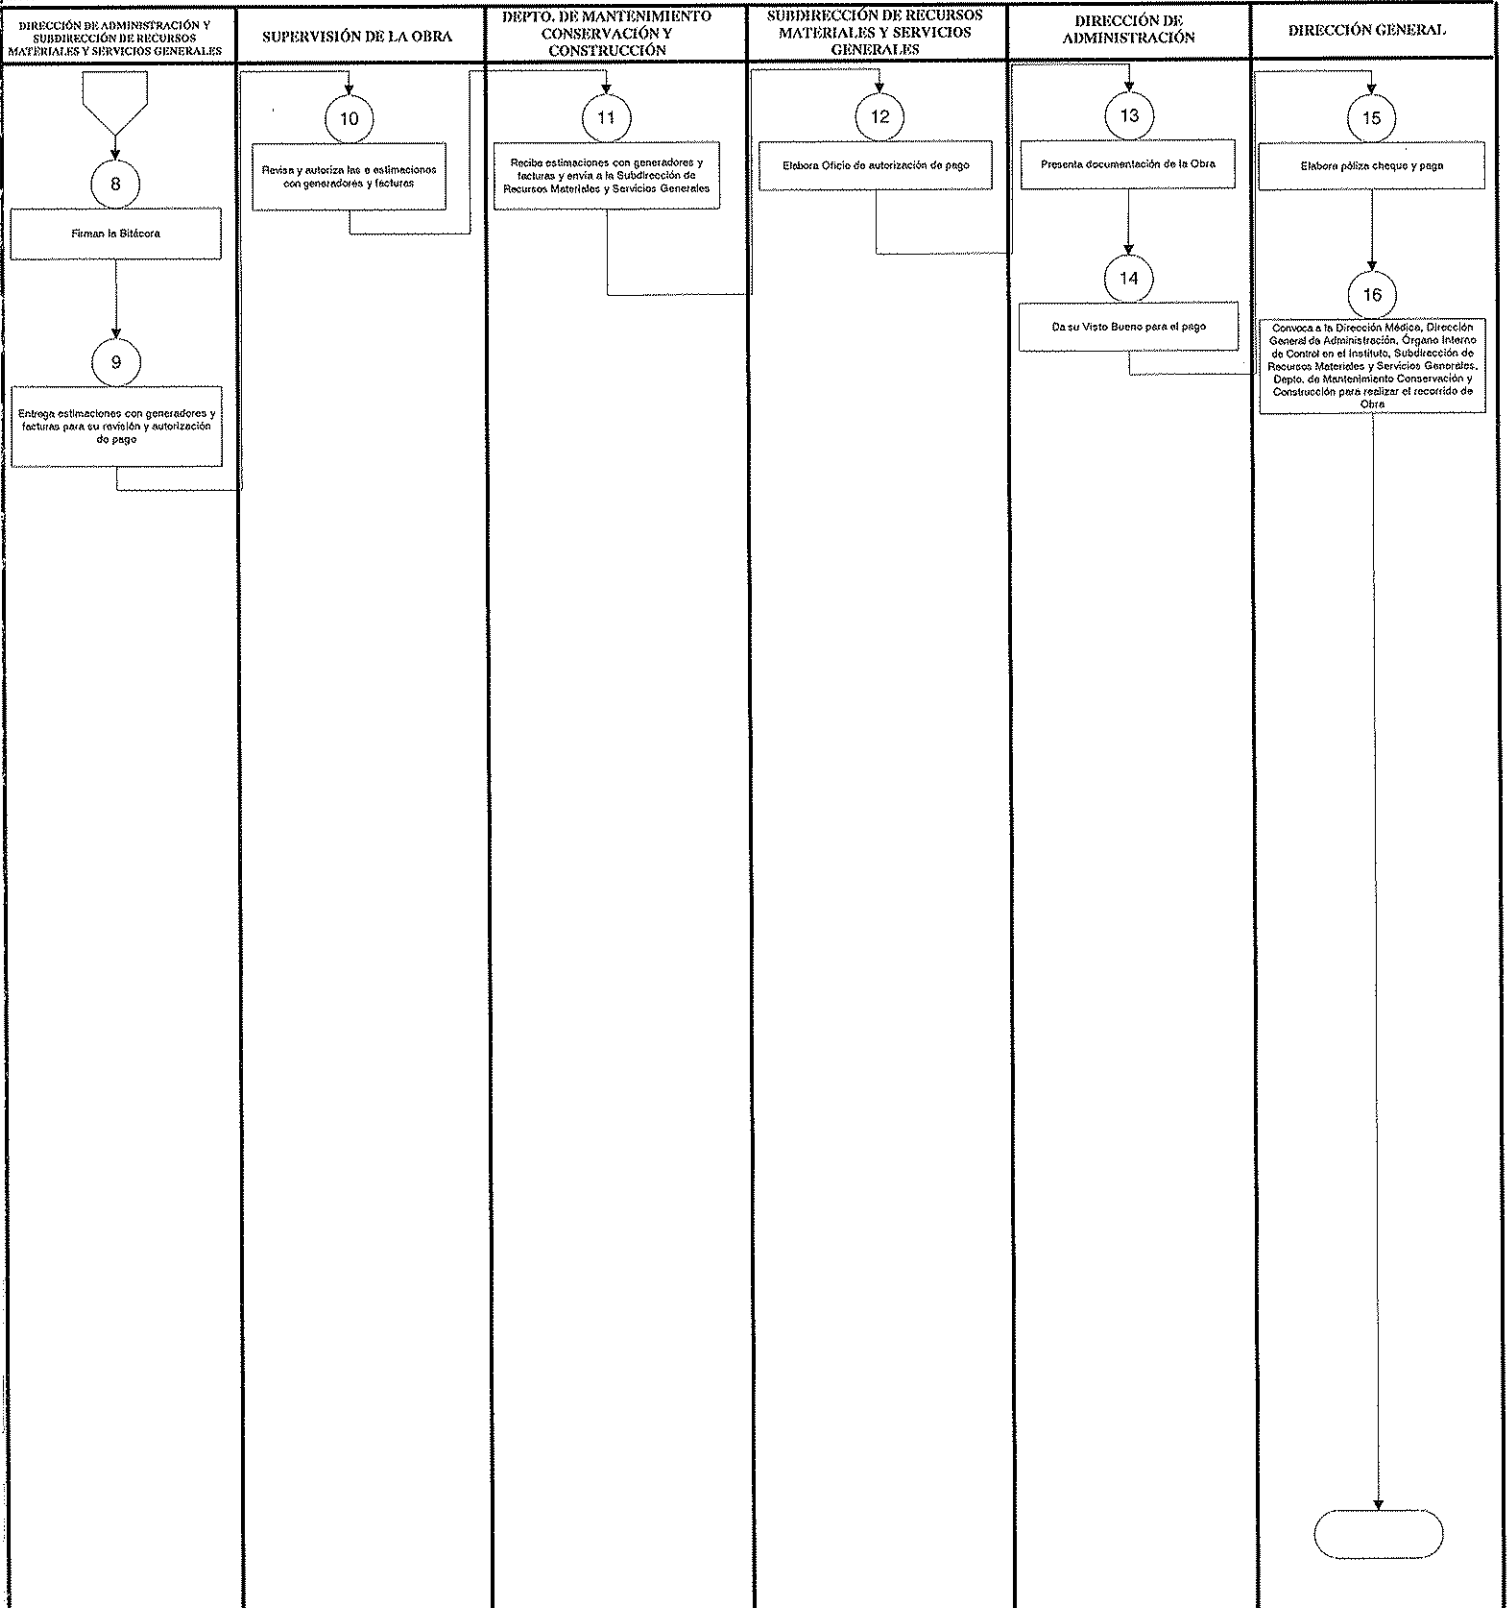 DIRECCIÓN DE ADMINISTRACIÓN Y
SUBDIRECCIÓN DE RECURSOS
MATERIALES Y SERVICIOS GENERALES
SUPERVISIÓN DE LA OBRA
DEPTO. DE MANTENIMIENTO
CONSERVACIÓN Y
CONSTRUCCIÓN
SUBDIRECCIÓN DE RECURSOS
MATERIALES Y SERVICIOS
GENERALES
DIRECCIÓN DE
ADMINISTRACIÓN
DIRECCIÓN GENERAL
8
Firman la Bitácora
9
Entrega estimaciones con generadores y
facturas para su revisión y autorización
de pago
10
Revisa y autoriza las e estimaciones
con generadores y facturas
11
Recibe estimaciones con generadores y
facturas y envia a la Subdirección de
Recursos Materiales y Servicios Generales
12
Elabora Oficio de autorización de pago
13
Presenta documentación de la Obra
14
Da su Visto Bueno para el pago
15
Elabora póliza cheque y paga
16
Convoca a la Dirección Médica, Dirección
General de Administración, Órgano Interno
de Control en el Instituto, Subdirección de
Recursos Materiales y Servicios Generales,
Depto. de Mantenimiento Conservación y
Construcción para realizar el recorrido de
Obra